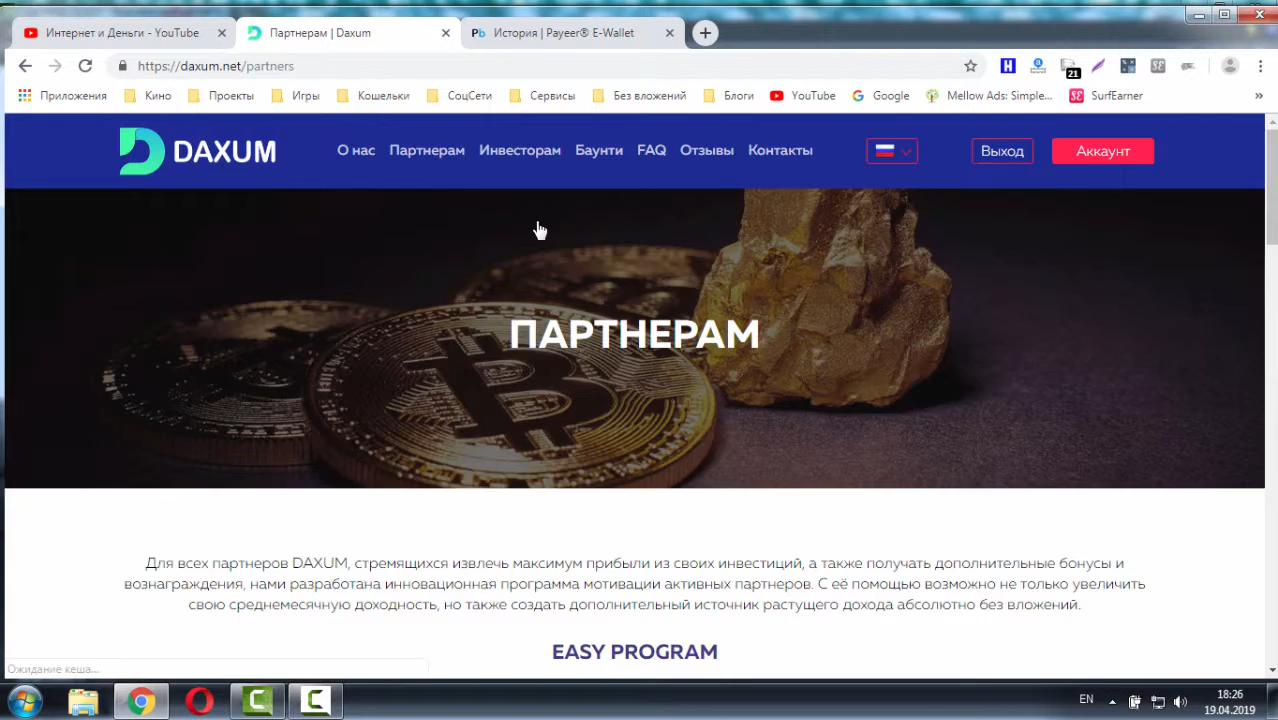 Интернет и Деньги - YouTube
Партнерам | Daxum
Pb История | Payeer® E-Wallet
https://daxum.net/partners
21
Приложения Кино Проекты Игры Кошельки СоцСети Сервисы Без вложений Блоги YouTube Google Mellow Ads: Simple... SurfEarner »
DAXUM О нас Партнерам Инвесторам Баунти FAQ Отзывы Контакты Выход Аккаунт
ПАРТНЕРАМ
Для всех партнеров DAXUM, стремящихся извлечь максимум прибыли из своих инвестиций, а также получать дополнительные бонусы и
вознаграждения, нами разработана инновационная программа мотивации активных партнеров. С её помощью возможно не только увеличить
свою среднемесячную доходность, но также создать дополнительный источник растущего дохода абсолютно без вложений.
EASY PROGRAM
Ожидание кеша...
EN
18:26
19.04.2019